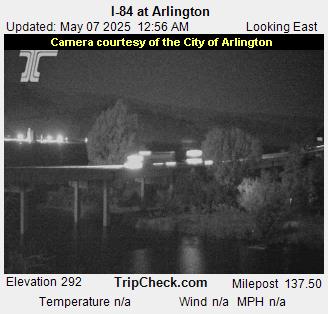 I-84 at Arlington
Updated: May 07 2025 12:56 AM Looking East
Camera courtesy of the City of Arlington
Elevation 292 TripCheck.com Milepost 137.50
Temperature n/a Wind n/a MPH n/a